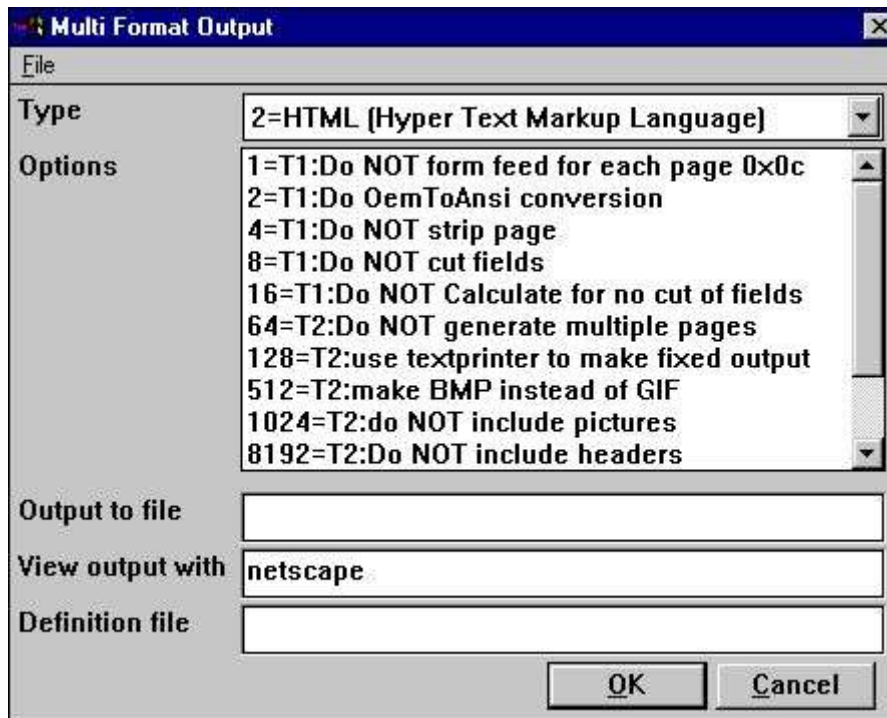 Multi Format Output
File
Type
2=HTML (Hyper Text Markup Language)
Options
1=T1:Do NOT form feed for each page 0x0c
2=T1:Do OemToAnsi conversion
4=T1:Do NOT strip page
8=T1:Do NOT cut fields
16=T1:Do NOT Calculate for no cut of fields
64=T2:Do NOT generate multiple pages
128=T2:use textprinter to make fixed output
512=T2:make BMP instead of GIF
1024=T2:do NOT include pictures
8192=T2:Do NOT include headers
Output to file
View output with netscape
Definition file
OK Cancel